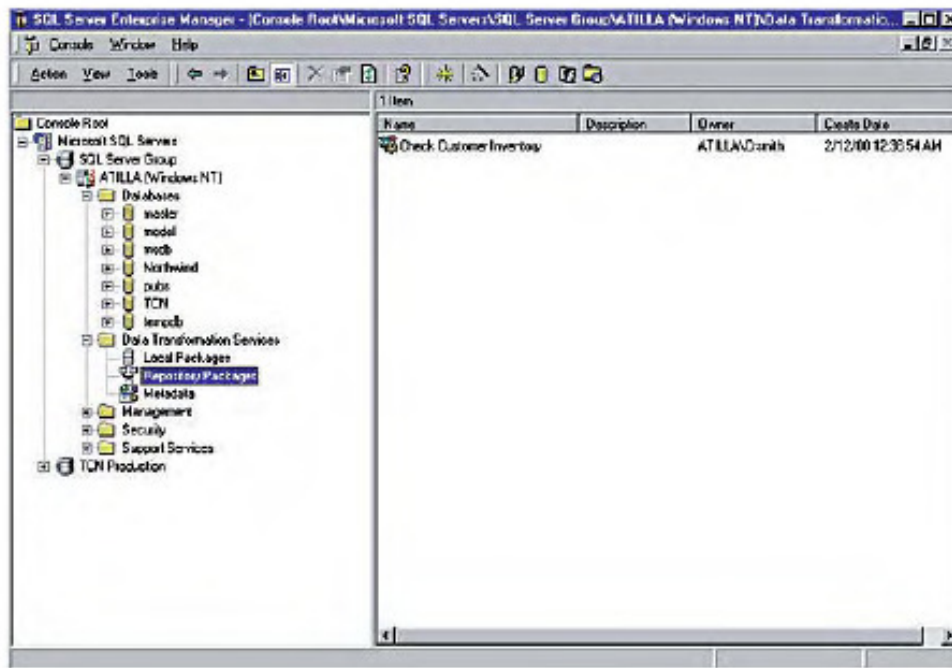 SQL Server Enterprise Manager - [Console Root\Microsoft SQL Servers\SQL Server Group\ATILLA (Windows NT)\Data Transformatio...
Console Window Help
Action View Tools
1 Item
Console Root
Microsoft SQL Servers
SQL Server Group
ATILLA (Windows NT)
Databases
master
model
msdb
Northwind
pubs
TCN
tempdb
Data Transformation Services
Local Packages
Repository Packages
Metadata
Management
Security
Support Services
TCN Production
Name Description Owner Create Date
Check Customer Inventory ATILLA\Dsmith 2/12/00 12:36:54 AM